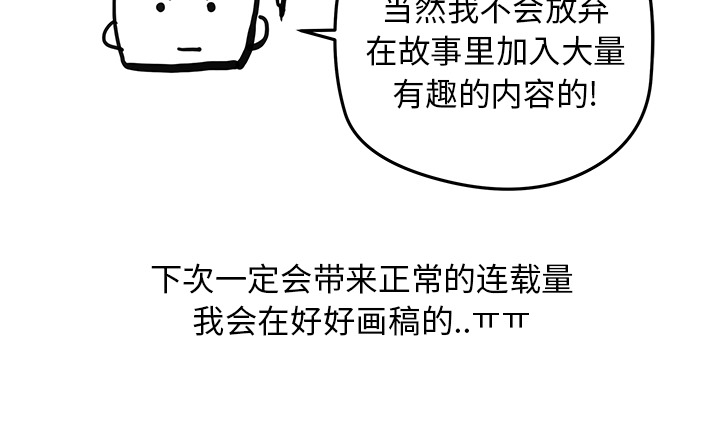 当然我不会放弃
在故事里加入大量
有趣的内容的!
下次一定会带来正常的连载量
我会在好好画稿的..ㅠㅠ